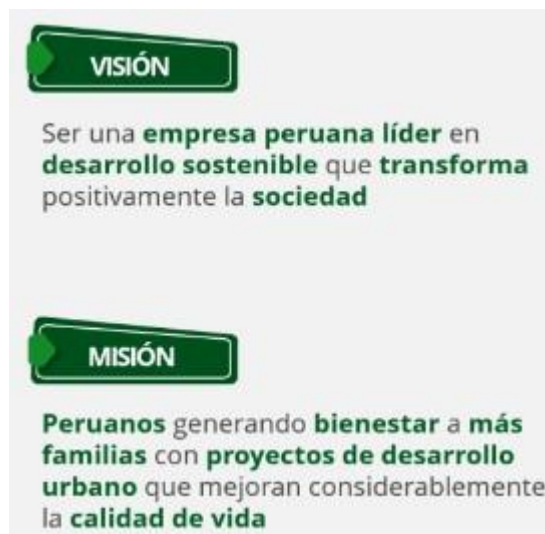 VISIÓN
Ser una empresa peruana líder en
desarrollo sostenible que transforma
positivamente la sociedad
MISIÓN
Peruanos generando bienestar a más
familias con proyectos de desarrollo
urbano que mejoran considerablemente
la calidad de vida